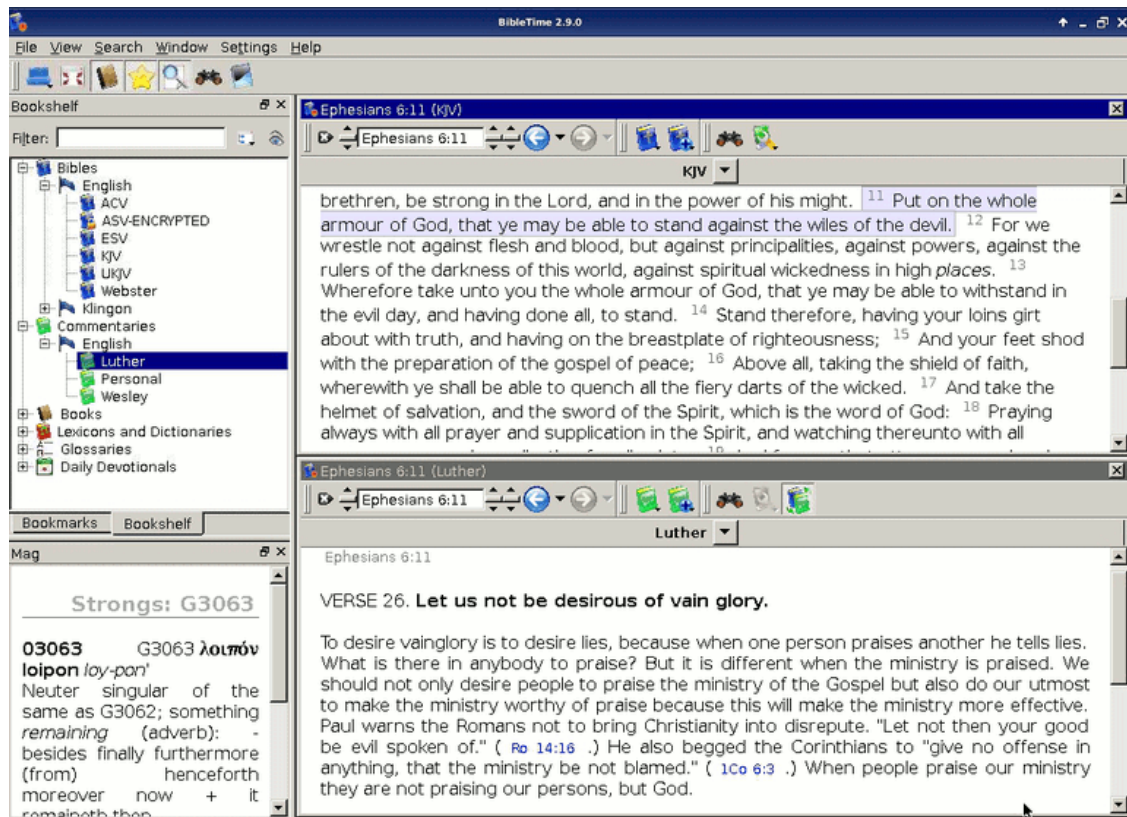 BibleTime 2.9.0
File View Search Window Settings Help
Bookshelf
Filter:
Bibles
English
ACV
ASV-ENCRYPTED
ESV
KJV
UKJV
Webster
Klingon
Commentaries
English
Luther
Personal
Wesley
Books
Lexicons and Dictionaries
Glossaries
Daily Devotionals
Bookmarks Bookshelf
Mag
Strongs: G3063
03063 G3063 λοιπόν
loipon loy-pon'
Neuter singular of the
same as G3062; something
remaining (adverb): -
besides finally furthermore
(from) henceforth
moreover now + it
remaineth then
Ephesians 6:11 (KJV)
Ephesians 6:11
KJV
brethren, be strong in the Lord, and in the power of his might. 11 Put on the whole
armour of God, that ye may be able to stand against the wiles of the devil. 12 For we
wrestle not against flesh and blood, but against principalities, against powers, against the
rulers of the darkness of this world, against spiritual wickedness in high places. 13
Wherefore take unto you the whole armour of God, that ye may be able to withstand in
the evil day, and having done all, to stand. 14 Stand therefore, having your loins girt
about with truth, and having on the breastplate of righteousness; 15 And your feet shod
with the preparation of the gospel of peace; 16 Above all, taking the shield of faith,
wherewith ye shall be able to quench all the fiery darts of the wicked. 17 And take the
helmet of salvation, and the sword of the Spirit, which is the word of God: 18 Praying
always with all prayer and supplication in the Spirit, and watching thereunto with all
Ephesians 6:11 (Luther)
Ephesians 6:11
Luther
Ephesians 6:11
VERSE 26. Let us not be desirous of vain glory.
To desire vainglory is to desire lies, because when one person praises another he tells lies.
What is there in anybody to praise? But it is different when the ministry is praised. We
should not only desire people to praise the ministry of the Gospel but also do our utmost
to make the ministry worthy of praise because this will make the ministry more effective.
Paul warns the Romans not to bring Christianity into disrepute. "Let not then your good
be evil spoken of." ( Ro 14:16 .) He also begged the Corinthians to "give no offense in
anything, that the ministry be not blamed." ( 1Co 6:3 .) When people praise our ministry
they are not praising our persons, but God.